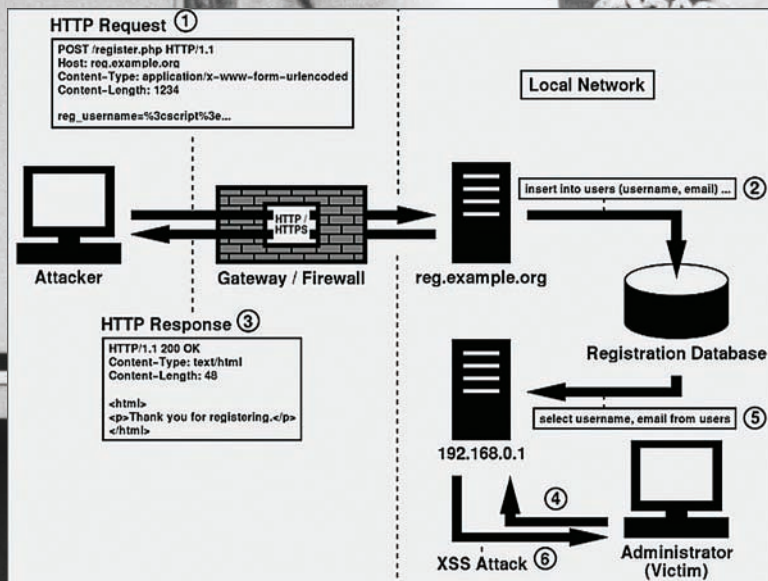 HTTP Request ①
POST /register.php HTTP/1.1
Host: reg.example.org
Content-Type: application/x-www-form-urlencoded
Content-Length: 1234
reg_username=%3cscript%3e...
Local Network
insert into users (username, email) ... ②
HTTP /
HTTPS
Attacker
Gateway / Firewall
reg.example.org
HTTP Response ③
HTTP/1.1 200 OK
Content-Type: text/html
Content-Length: 48
<html>
<p>Thank you for registering.</p>
</html>
Registration Database
select username, email from users ⑤
192.168.0.1
④
XSS Attack ⑥
Administrator
(Victim)